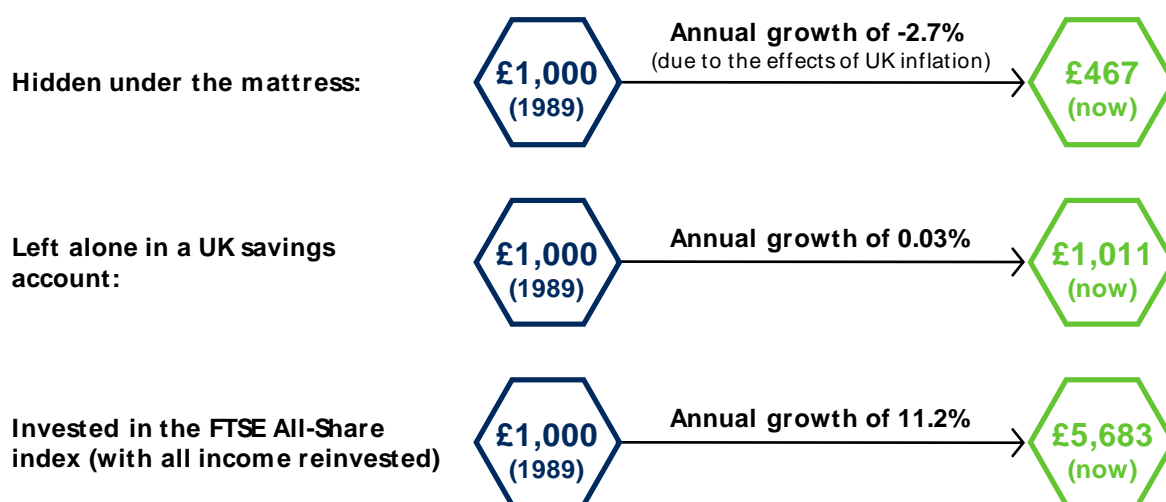 Hidden under the mattress:
£1,000
(1989)
Annual growth of -2.7%
(due to the effects of UK inflation)
£467
(now)
Left alone in a UK savings
account:
£1,000
(1989)
Annual growth of 0.03%
£1,011
(now)
Invested in the FTSE All-Share
index (with all income reinvested)
£1,000
(1989)
Annual growth of 11.2%
£5,683
(now)